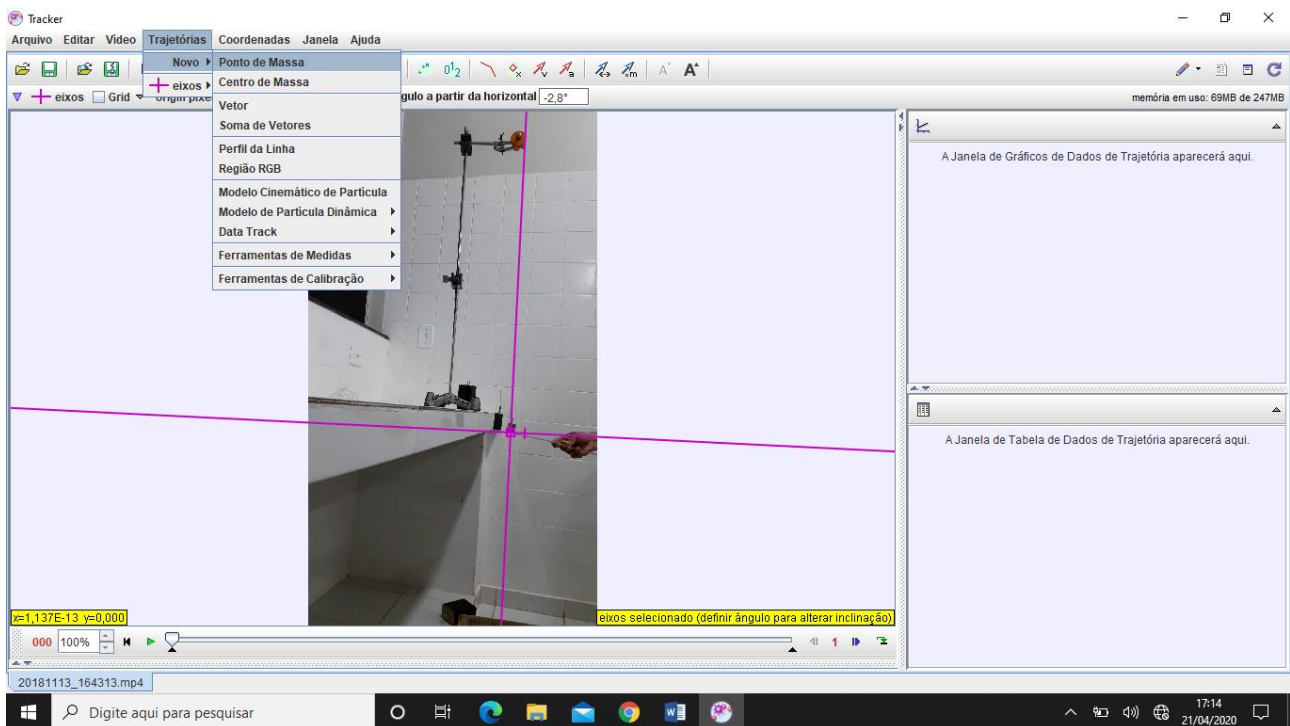 Tracker
Arquivo Editar Vídeo Trajetórias Coordenadas Janela Ajuda
Novo
eixos
Ponto de Massa
Centro de Massa
Vetor
Soma de Vetores
Perfil da Linha
Região RGB
Modelo Cinemático de Partícula
Modelo de Partícula Dinâmica
Data Track
Ferramentas de Medidas
Ferramentas de Calibração
eixos Grid
-2,8°
memória em uso: 69MB de 247MB
A Janela de Gráficos de Dados de Trajetória aparecerá aqui.
A Janela de Tabela de Dados de Trajetória aparecerá aqui.
x=1,137E-13 y=0,000
eixos selecionado (definir ângulo para alterar inclinação)
000 100% 1
20181113_164313.mp4
Digite aqui para pesquisar
17:14
21/04/2020